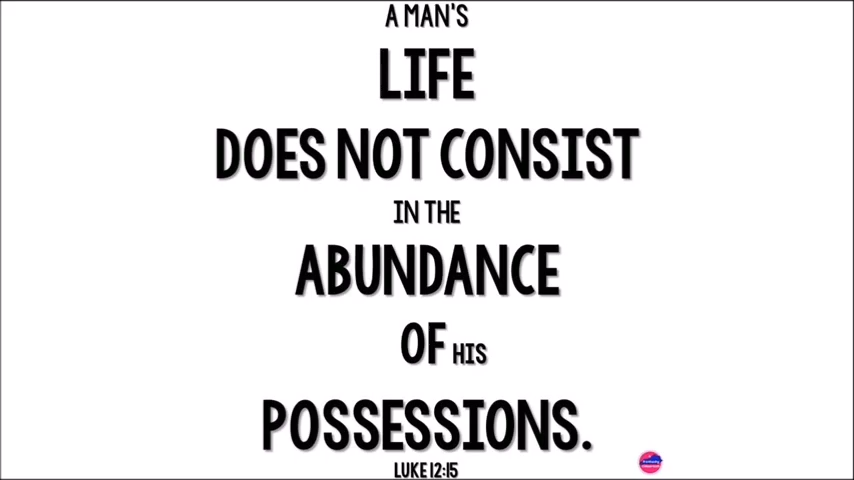 A MAN'S
LIFE
DOES NOT CONSIST
IN THE
ABUNDANCE
OF HIS
POSSESSIONS.
LUKE 12:15